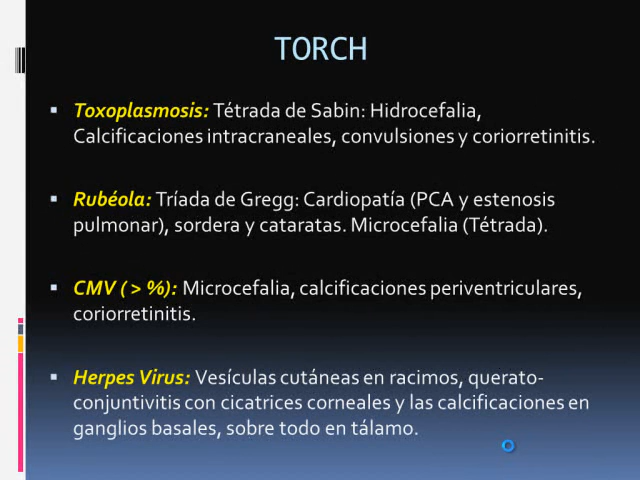 TORCH
▪ Toxoplasmosis: Tétrada de Sabin: Hidrocefalia,
Calcificaciones intracraneales, convulsiones y coriorretinitis.
▪ Rubéola: Tríada de Gregg: Cardiopatía (PCA y estenosis
pulmonar), sordera y cataratas. Microcefalia (Tétrada).
▪ CMV ( > %): Microcefalia, calcificaciones periventriculares,
coriorretinitis.
▪ Herpes Virus: Vesículas cutáneas en racimos, querato-
conjuntivitis con cicatrices corneales y las calcificaciones en
ganglios basales, sobre todo en tálamo.